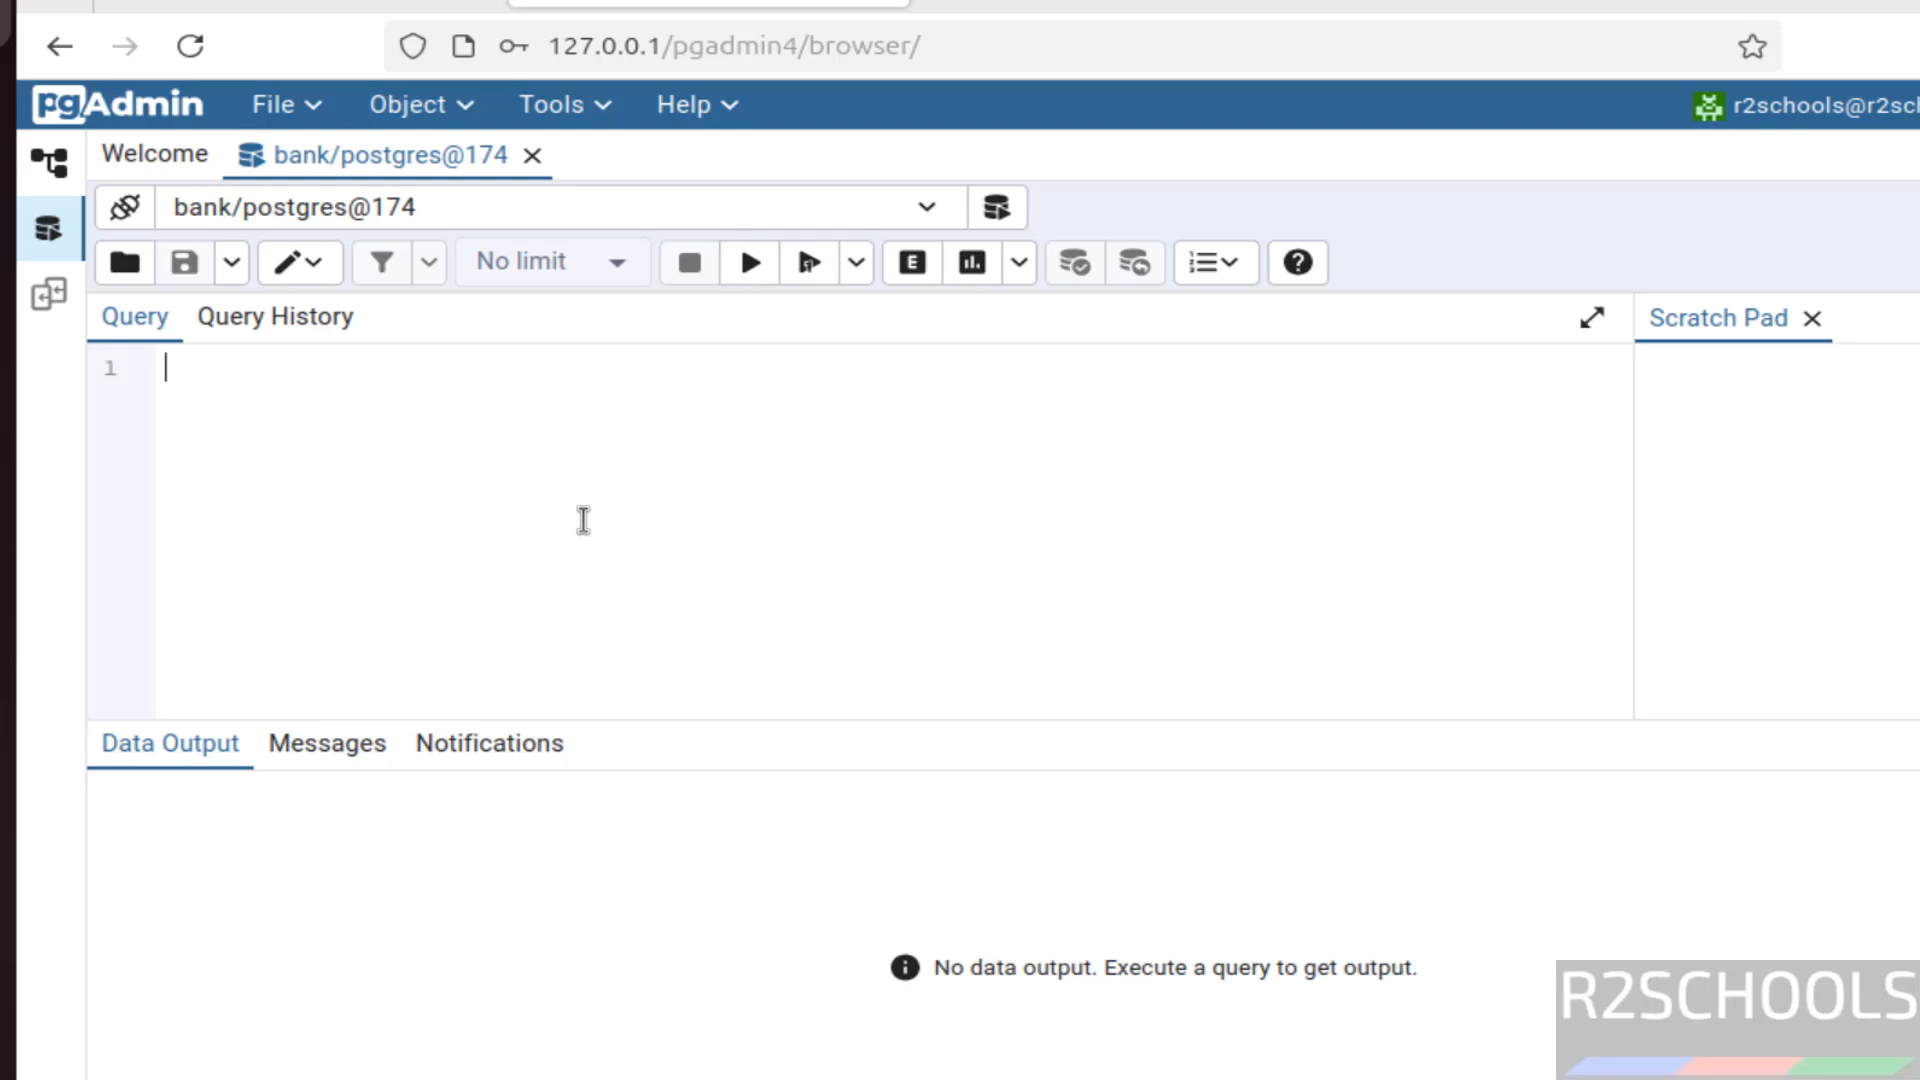 127.0.0.1/pgadmin4/browser/
pgAdmin File Object Tools Help r2schools@r2sch
Welcome bank/postgres@174
bank/postgres@174
No limit
Query Query History Scratch Pad
1
Data Output Messages Notifications
No data output. Execute a query to get output.
R2SCHOOLS